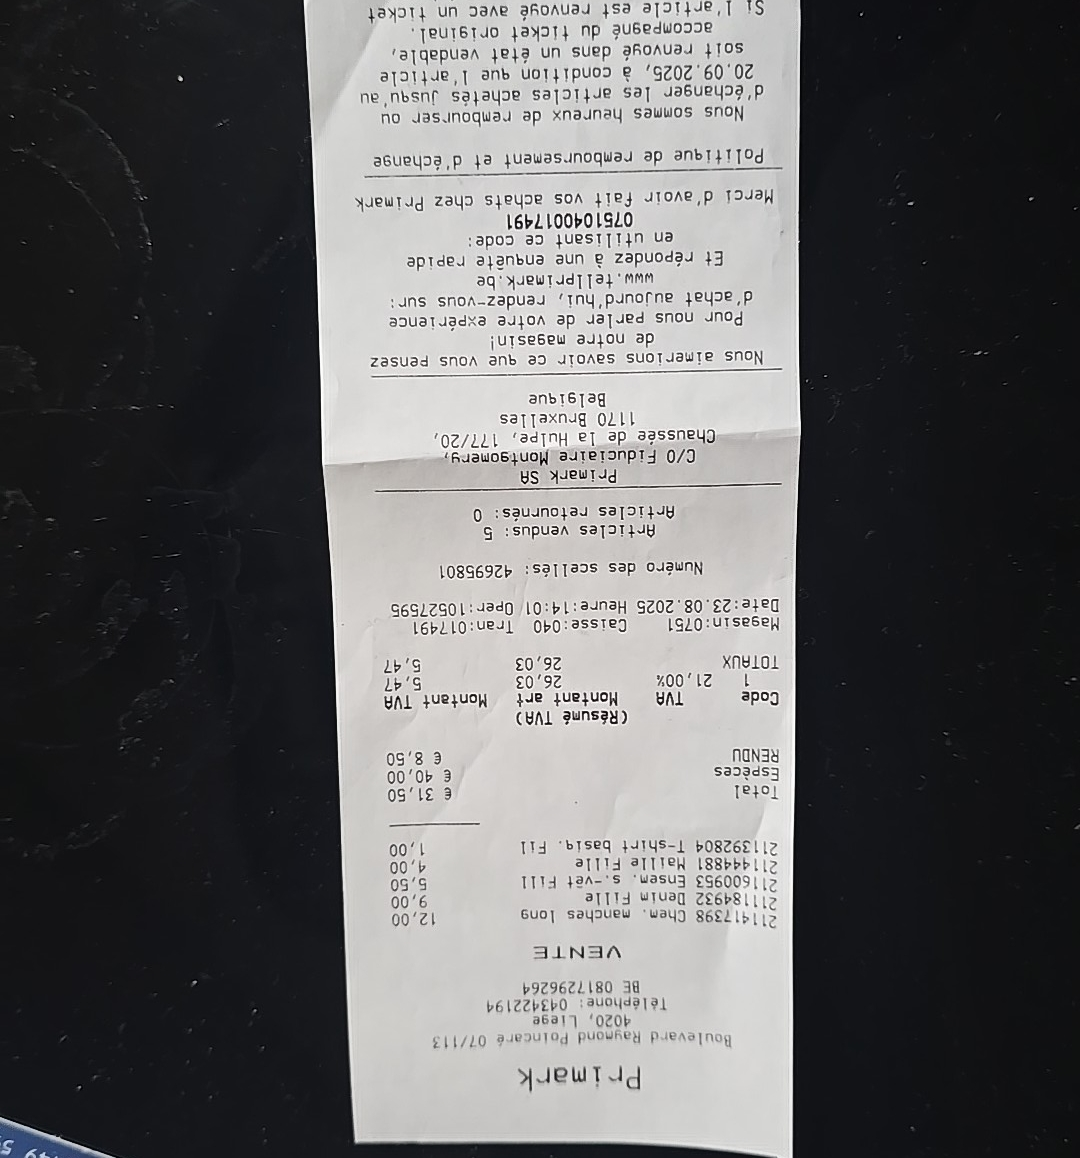 Primark
Boulevard Raymond Poincaré 07/113
4020, Liege
Téléphone: 043422194
BE 0817296264
VENTE
211417398 Chem. manches long 12,00
211184932 Denim Fille 9,00
211600953 Ensem. s.-vêt Fill 5,50
211444881 Maille Fille 4,00
211392804 T-shirt basiq. Fil 1,00
Total € 31,50
Espèces € 40,00
RENDU € 8,50
(Résumé TVA)
Code TVA Montant art Montant TVA
1 21,00% 26,03 5,47
TOTAUX 26,03 5,47
Magasin:0751 Caisse:040 Tran:017491
Date:23.08.2025 Heure:14:01 Oper:10527595
Numéro des scellés: 42695801
Articles vendus: 5
Articles retournés: 0
Primark SA
C/O Fiduciaire Montgomery,
Chaussée de la Hulpe, 177/20,
1170 Bruxelles
Belgique
Nous aimerions savoir ce que vous pensez
de notre magasin!
Pour nous parler de votre expérience
d'achat aujourd'hui, rendez-vous sur:
www.tellprimark.be
Et répondez à une enquête rapide
en utilisant ce code:
075104001749​1
Merci d'avoir fait vos achats chez Primark
Politique de remboursement et d'échange
Nous sommes heureux de rembourser ou
d'échanger les articles achetés jusqu'au
20.09.2025, à condition que l'article
soit renvoyé dans un état vendable,
accompagné du ticket original.
Si l'article est renvoyé avec un ticket